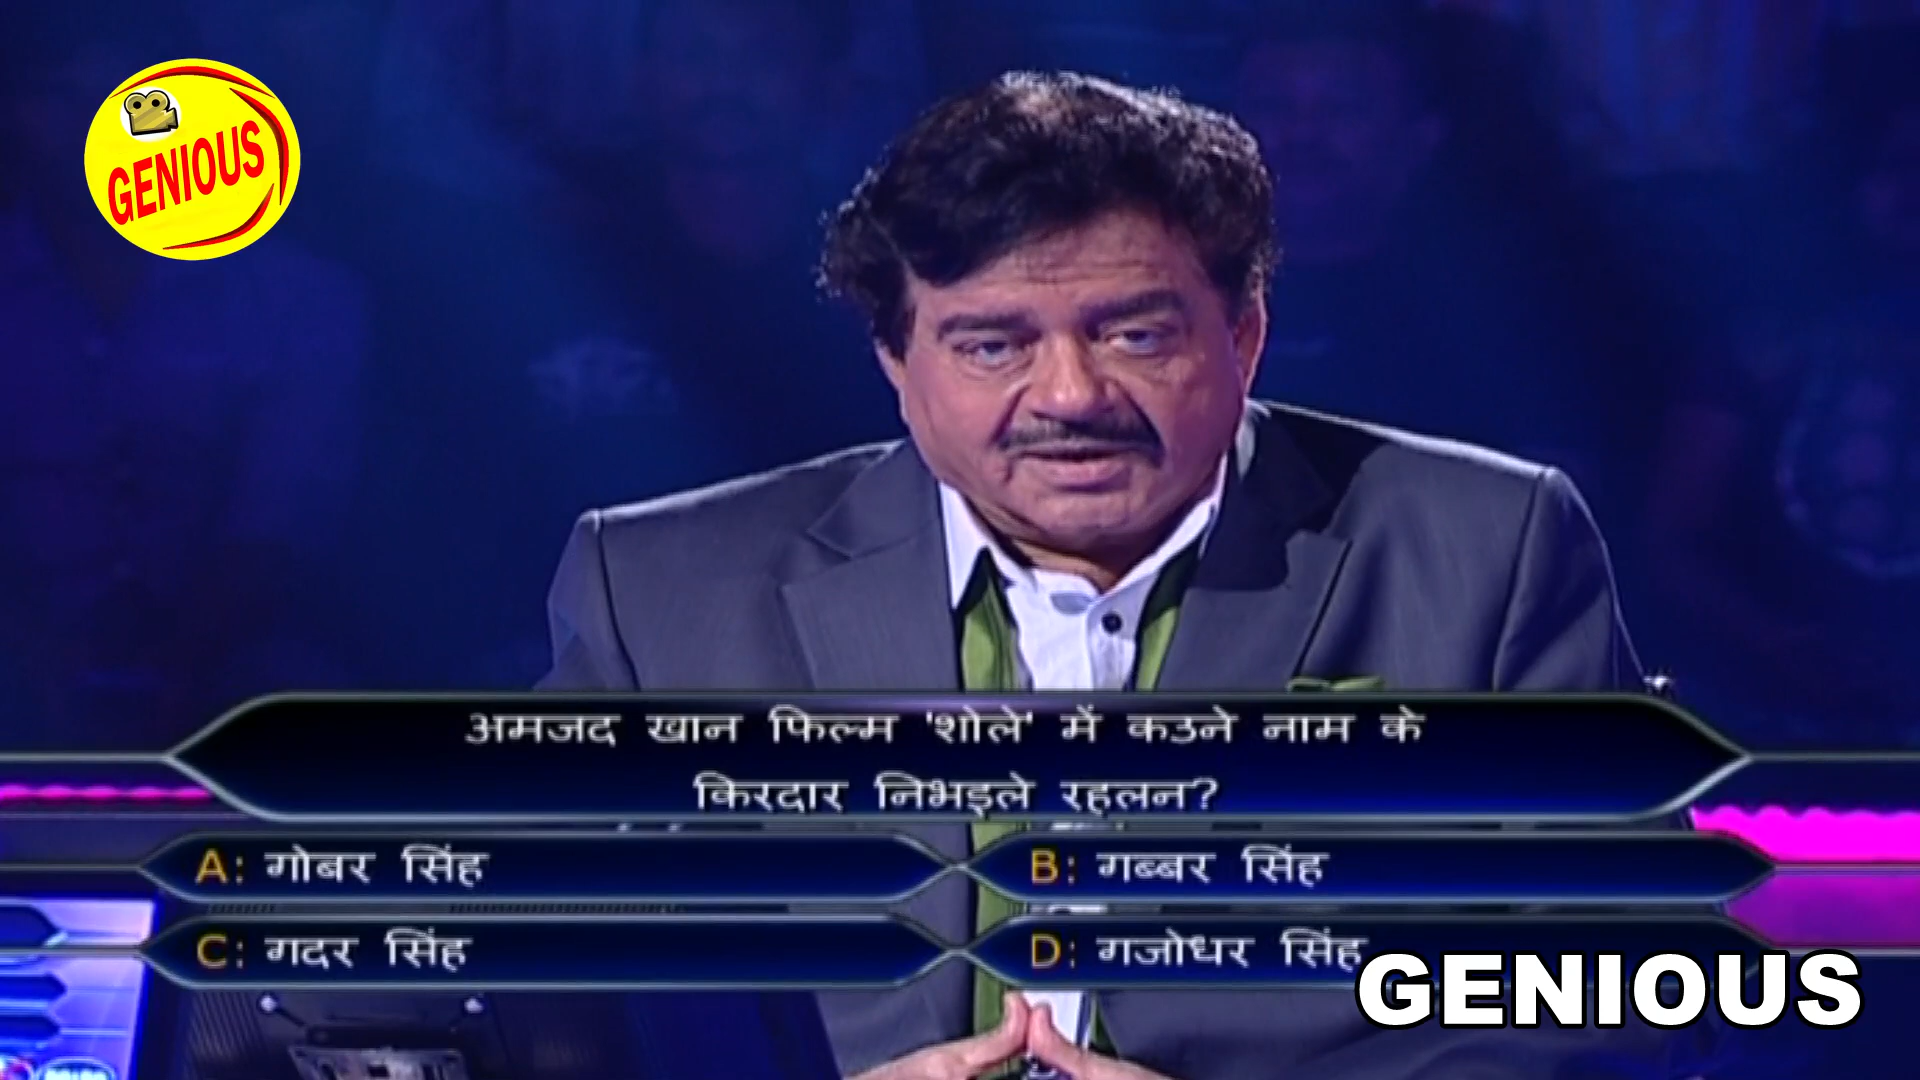 GENIOUS
अमजद खान फिल्म 'शोले' में कउने नाम के
किरदार निभइले रहलन?
A: गोबर सिंह
B: गब्बर सिंह
C: गदर सिंह
D: गजोधर सिंह
GENIOUS